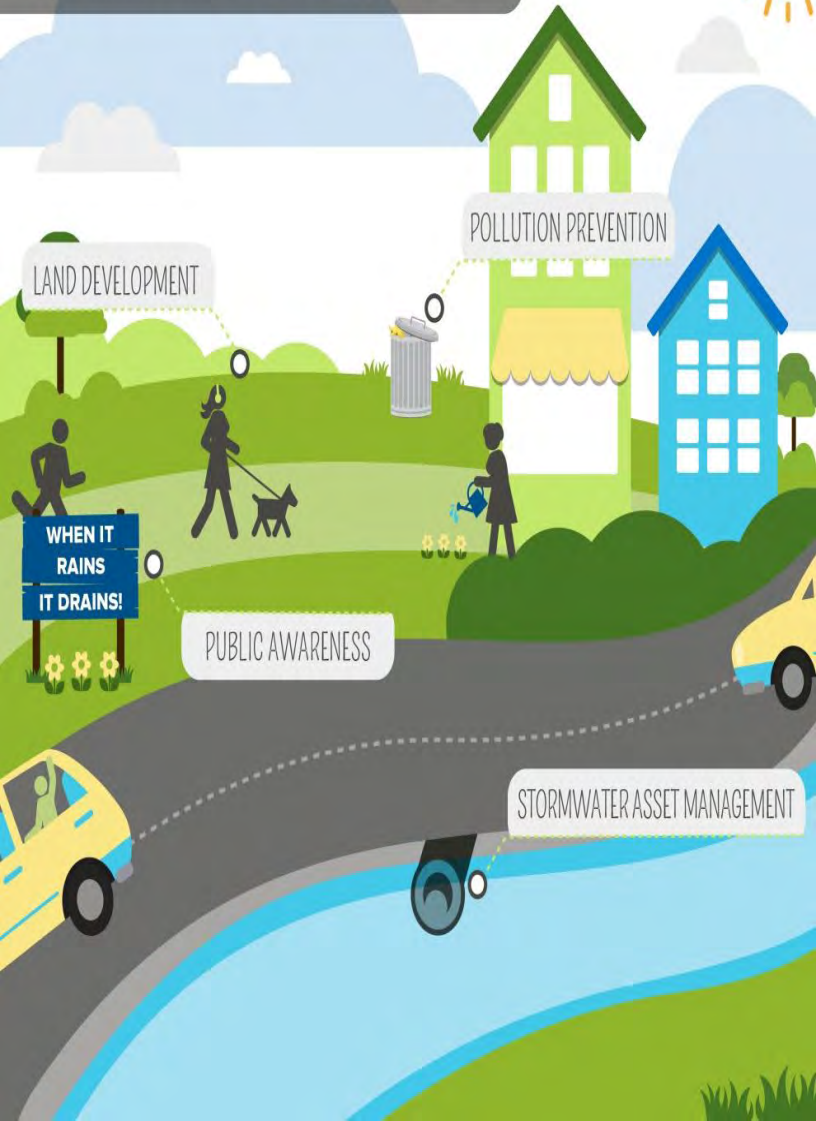 POLLUTION PREVENTION
LAND DEVELOPMENT
WHEN IT
RAINS
IT DRAINS!
PUBLIC AWARENESS
STORMWATER ASSET MANAGEMENT